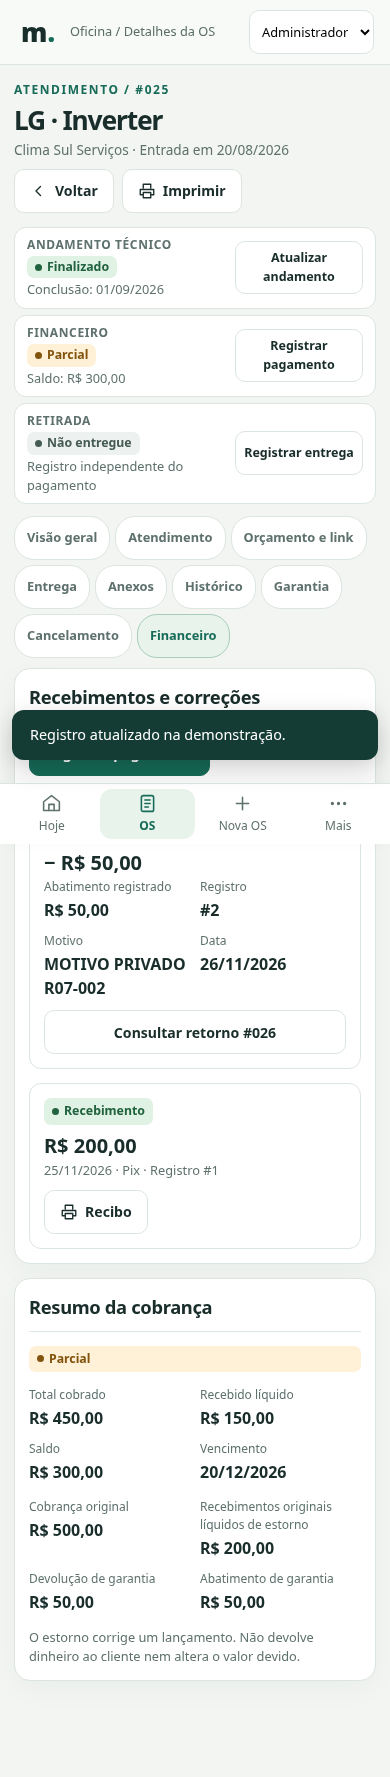 m.
Oficina / Detalhes da OS
Administrador
ATENDIMENTO / #025
LG · Inverter
Clima Sul Serviços · Entrada em 20/08/2026
Voltar
Imprimir
ANDAMENTO TÉCNICO
Finalizado
Conclusão: 01/09/2026
Atualizar
andamento
FINANCEIRO
Parcial
Saldo: R$ 300,00
Registrar
pagamento
RETIRADA
Não entregue
Registro independente do
pagamento
Registrar entrega
Visão geral
Atendimento
Orçamento e link
Entrega
Anexos
Histórico
Garantia
Cancelamento
Financeiro
Recebimentos e correções
Registro atualizado na demonstração.
Hoje
OS
Nova OS
Mais
− R$ 50,00
Abatimento registrado
R$ 50,00
Registro
#2
Motivo
MOTIVO PRIVADO
R07-002
Data
26/11/2026
Consultar retorno #026
Recebimento
R$ 200,00
25/11/2026 · Pix · Registro #1
Recibo
Resumo da cobrança
Parcial
Total cobrado
R$ 450,00
Recebido líquido
R$ 150,00
Saldo
R$ 300,00
Vencimento
20/12/2026
Cobrança original
R$ 500,00
Recebimentos originais
líquidos de estorno
R$ 200,00
Devolução de garantia
R$ 50,00
Abatimento de garantia
R$ 50,00
O estorno corrige um lançamento. Não devolve
dinheiro ao cliente nem altera o valor devido.